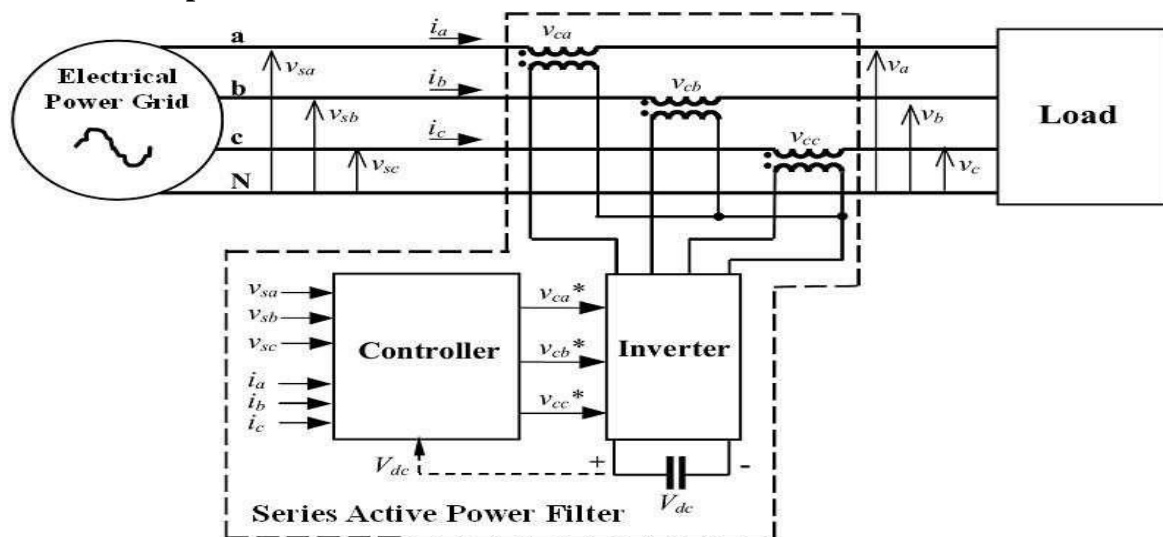 a
i_a
v_ca
v_sa
v_a
Electrical
Power Grid
b
i_b
v_cb
v_sb
v_b
Load
c
i_c
v_cc
v_sc
v_c
N
v_sa
v_sb
v_sc
i_a
i_b
i_c
Controller
v_ca*
v_cb*
v_cc*
Inverter
V_dc
+
-
V_dc
Series Active Power Filter